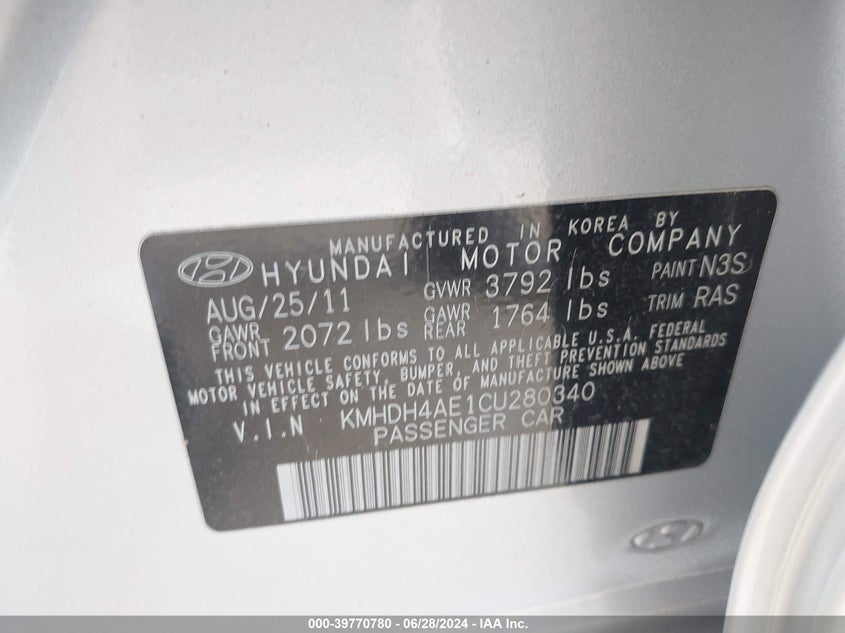 MANUFACTURED IN KOREA BY
HYUNDAI MOTOR COMPANY
AUG/25/11 GVWR 3792 lbs PAINT N3S
GAWR FRONT 2072 lbs GAWR REAR 1764 lbs TRIM RAS
THIS VEHICLE CONFORMS TO ALL APPLICABLE U.S.A. FEDERAL
MOTOR VEHICLE SAFETY, BUMPER, AND THEFT PREVENTION STANDARDS
IN EFFECT ON THE DATE OF MANUFACTURE SHOWN ABOVE
V.I.N KMHDH4AE1CU280340
PASSENGER CAR
000-39770780 - 06/28/2024 - IAA Inc.